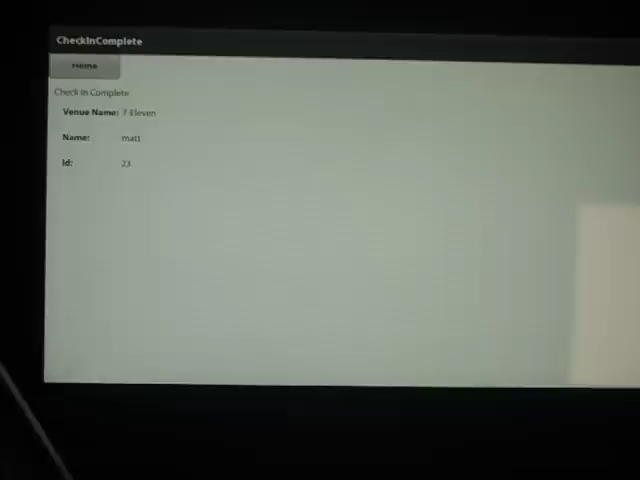 CheckInComplete
Home
Check In Complete
Venue Name: 7 Eleven
Name: matt
Id: 23